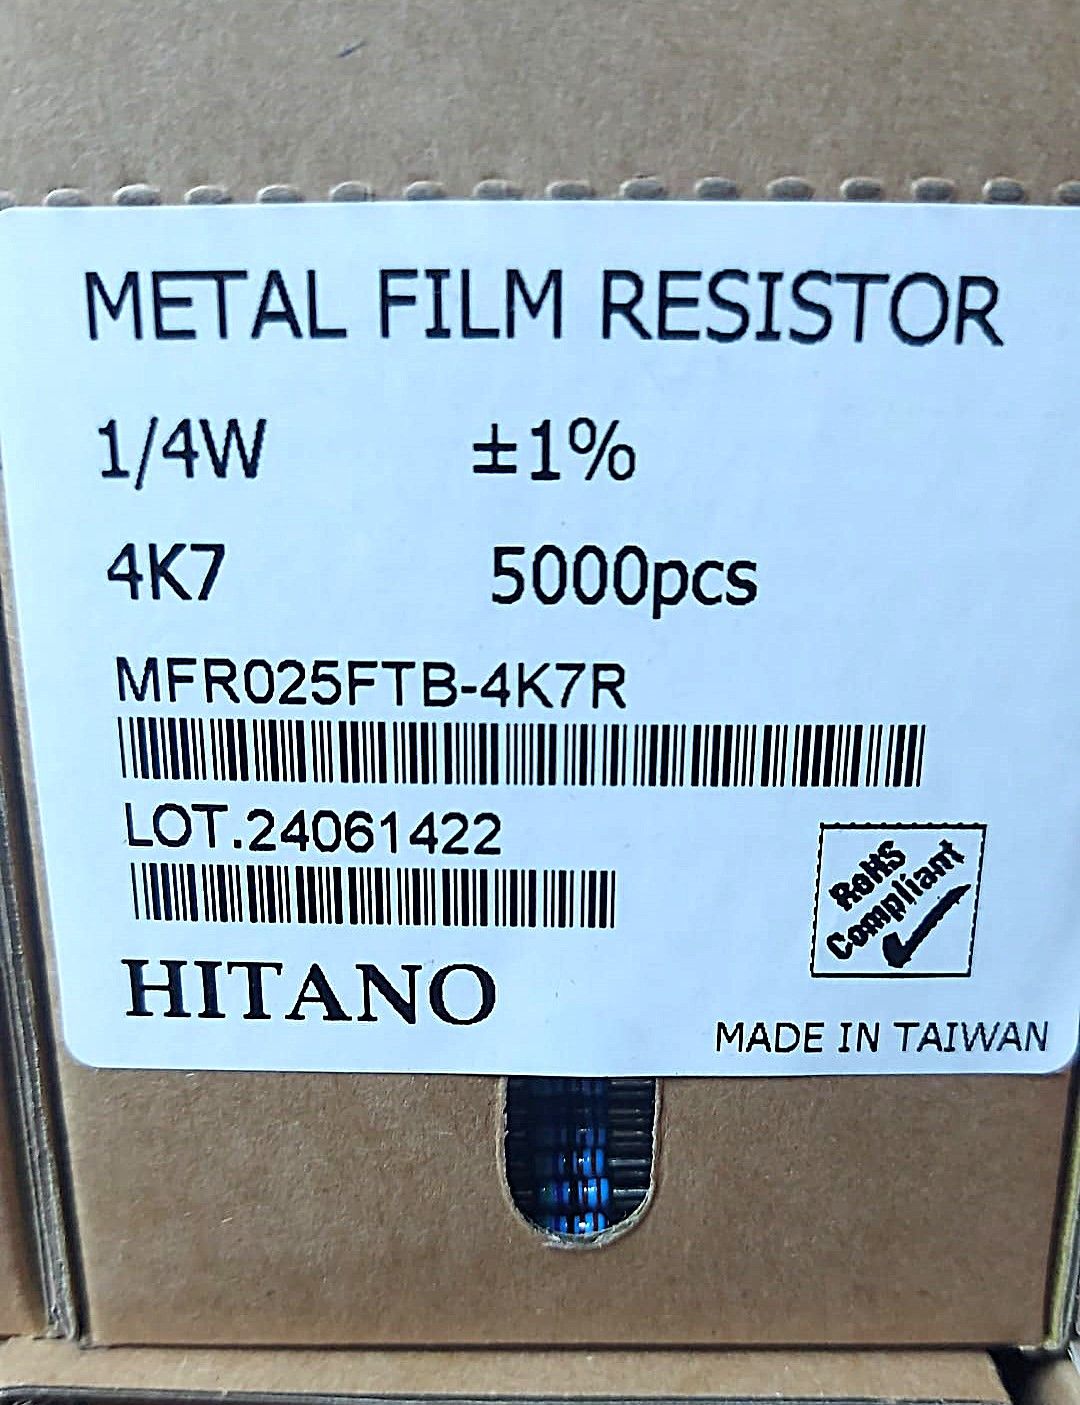 METAL FILM RESISTOR
1/4W ±1%
4K7 5000pcs
MFR025FTB-4K7R
LOT.24061422
RoHS
Compliant
HITANO
MADE IN TAIWAN